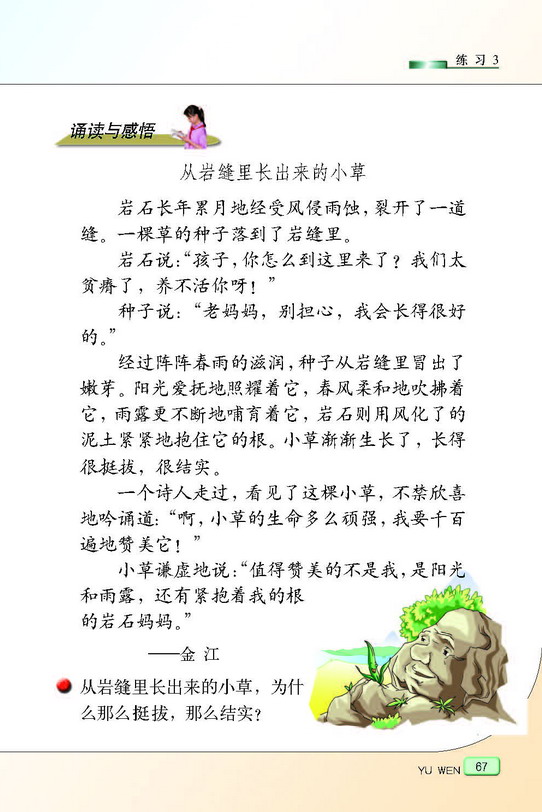 练习3
诵读与感悟
从岩缝里长出来的小草
岩石长年累月地经受风侵雨蚀，裂开了一道
缝。一棵草的种子落到了岩缝里。
岩石说：“孩子，你怎么到这里来了？我们太
贫瘠了，养不活你呀！”
种子说：“老妈妈，别担心，我会长得很好
的。”
经过阵阵春雨的滋润，种子从岩缝里冒出了
嫩芽。阳光爱抚地照耀着它，春风柔和地吹拂着
它，雨露更不断地哺育着它，岩石则用风化了的
泥土紧紧地抱住它的根。小草渐渐生长了，长得
很挺拔，很结实。
一个诗人走过，看见了这棵小草，不禁欣喜
地吟诵道：“啊，小草的生命多么顽强，我要千百
遍地赞美它！”
小草谦虚地说：“值得赞美的不是我，是阳光
和雨露，还有紧抱着我的根
的岩石妈妈。”
——金江
从岩缝里长出来的小草，为什
么那么挺拔，那么结实？
YU WEN 67